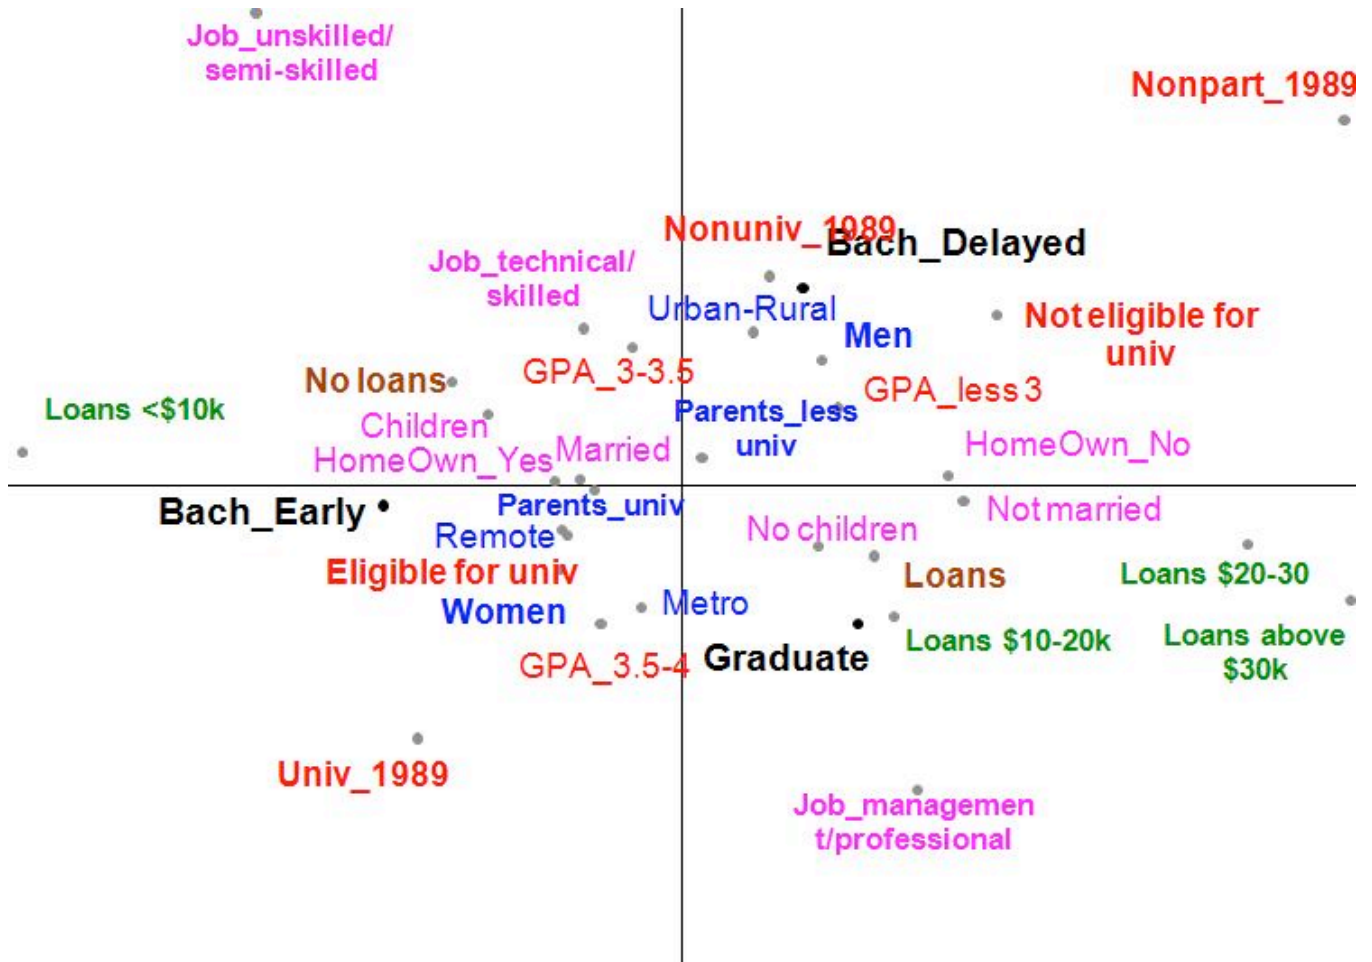 Job_unskilled/
semi-skilled
Nonpart_1989
Nonuniv_1989
Bach_Delayed
Job_technical/
skilled
Urban-Rural
Men
Not eligible for
univ
GPA_3-3.5
No loans
GPA_less 3
Loans <$10k
Parents_less
univ
Children
Married
HomeOwn_Yes
HomeOwn_No
Bach_Early
Parents_univ
Not married
Remote
No children
Eligible for univ
Loans
Loans $20-30
Women
Metro
Loans $10-20k
Loans above
$30k
GPA_3.5-4
Graduate
Univ_1989
Job_managemen
t/professional